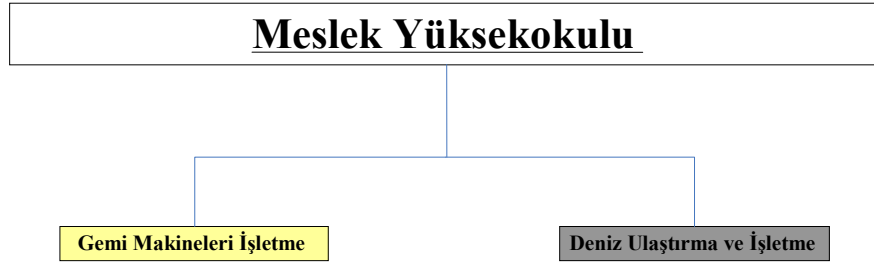 Meslek Yüksekokulu
Gemi Makineleri İşletme
Deniz Ulaştırma ve İşletme